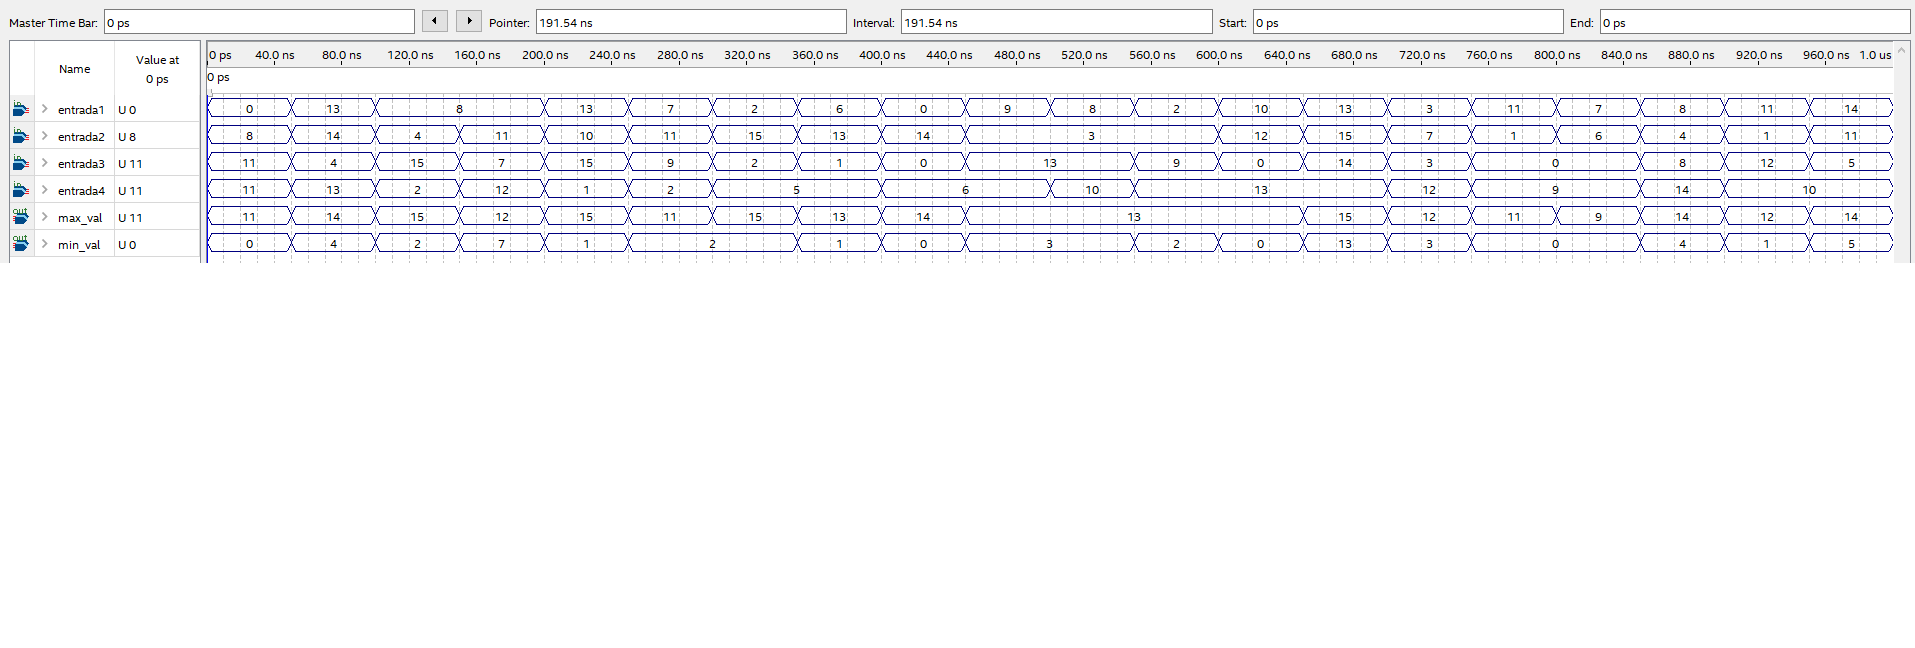 Master Time Bar: 0 ps Pointer: 191.54 ns Interval: 191.54 ns Start: 0 ps End: 0 ps
Name Value at 0 ps 0 ps 40.0 ns 80.0 ns 120.0 ns 160.0 ns 200.0 ns 240.0 ns 280.0 ns 320.0 ns 360.0 ns 400.0 ns 440.0 ns 480.0 ns 520.0 ns 560.0 ns 600.0 ns 640.0 ns 680.0 ns 720.0 ns 760.0 ns 800.0 ns 840.0 ns 880.0 ns 920.0 ns 960.0 ns 1.0 us
0 ps
in entrada1 U 0 0 13 8 13 7 2 6 0 9 8 2 10 13 3 11 7 8 11 14
in entrada2 U 8 8 14 4 11 10 11 15 13 14 3 12 15 7 1 6 4 1 11
in entrada3 U 11 11 4 15 7 15 9 2 1 0 13 9 0 14 3 0 8 12 5
in entrada4 U 11 11 13 2 12 1 2 5 6 10 13 12 9 14 10
out max_val U 11 11 14 15 12 15 11 15 13 14 13 15 12 11 9 14 12 14
out min_val U 0 0 4 2 7 1 2 1 0 3 2 0 13 3 0 4 1 5